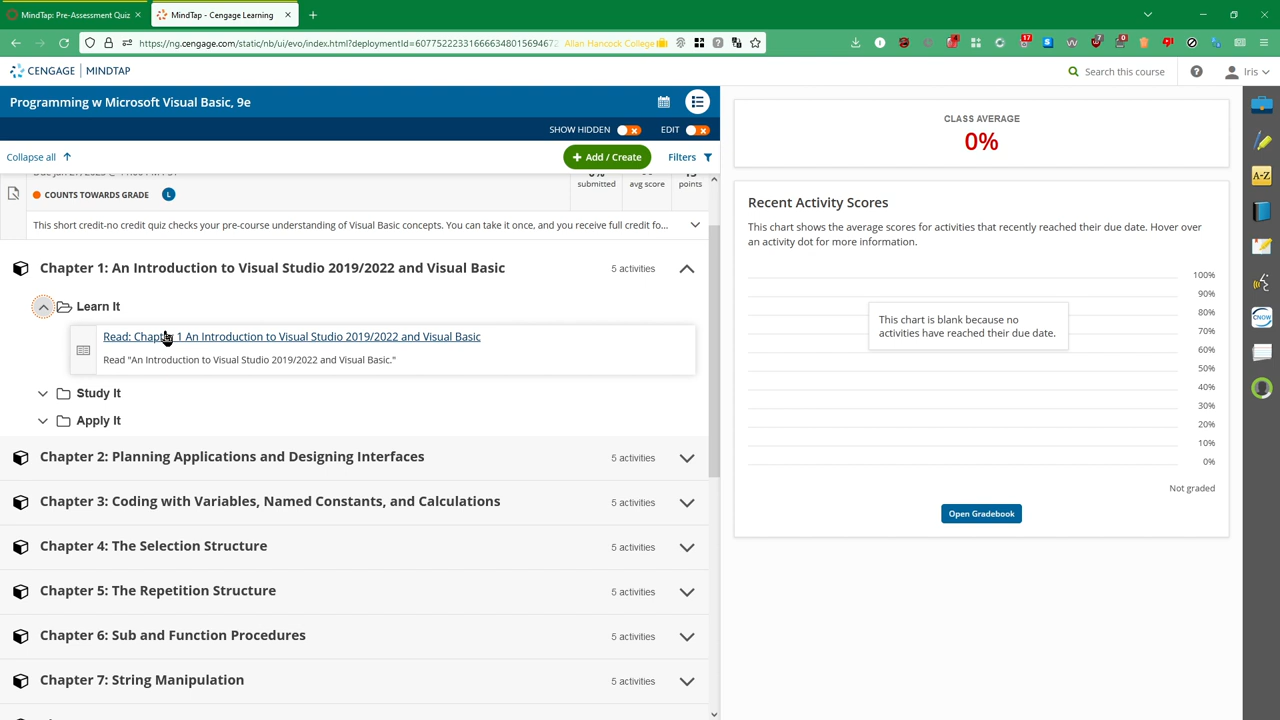 MindTap: Pre-Assessment Quiz
MindTap - Cengage Learning
https://ng.cengage.com/static/nb/ui/evo/index.html?deploymentId=60775222331666634801569467
Allan Hancock College
17
7
0
CENGAGE MINDTAP
Search this course
Iris
Programming w Microsoft Visual Basic, 9e
SHOW HIDDEN
EDIT
Collapse all
+ Add / Create
Filters
COUNTS TOWARDS GRADE
L
submitted
avg score
points
This short credit-no credit quiz checks your pre-course understanding of Visual Basic concepts. You can take it once, and you receive full credit fo...
Chapter 1: An Introduction to Visual Studio 2019/2022 and Visual Basic
5 activities
Learn It
Read: Chapter 1 An Introduction to Visual Studio 2019/2022 and Visual Basic
Read "An Introduction to Visual Studio 2019/2022 and Visual Basic."
Study It
Apply It
Chapter 2: Planning Applications and Designing Interfaces
5 activities
Chapter 3: Coding with Variables, Named Constants, and Calculations
5 activities
Chapter 4: The Selection Structure
5 activities
Chapter 5: The Repetition Structure
5 activities
Chapter 6: Sub and Function Procedures
5 activities
Chapter 7: String Manipulation
5 activities
CLASS AVERAGE
0%
Recent Activity Scores
This chart shows the average scores for activities that recently reached their due date. Hover over
an activity dot for more information.
100%
90%
80%
70%
60%
50%
40%
30%
20%
10%
0%
This chart is blank because no
activities have reached their due date.
Not graded
Open Gradebook
A-Z
CNOW